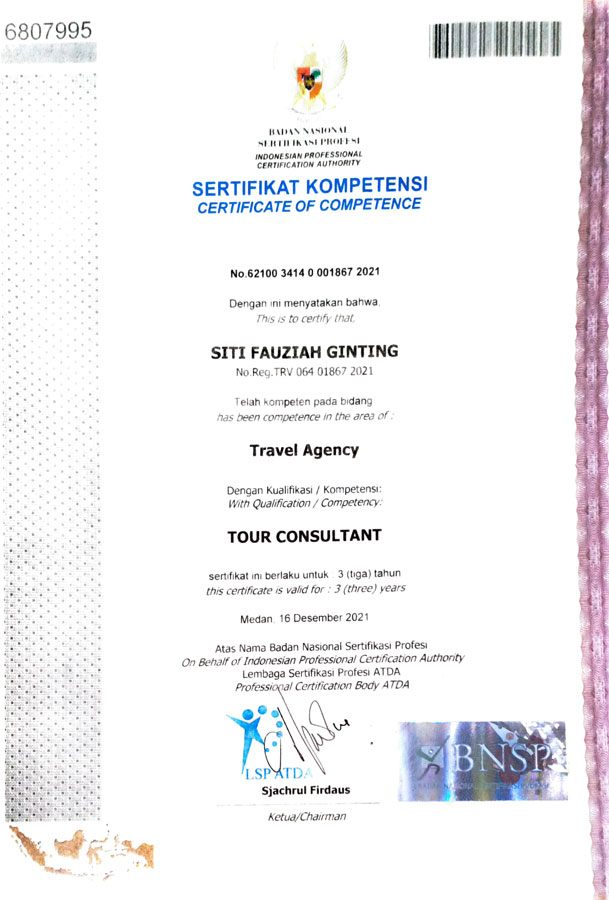 6807995
BADAN NASIONAL
SERTIFIKASI PROFESI
INDONESIAN PROFESSIONAL
CERTIFICATION AUTHORITY
SERTIFIKAT KOMPETENSI
CERTIFICATE OF COMPETENCE
No.62100 3414 0 001867 2021
Dengan ini menyatakan bahwa,
This is to certify that,
SITI FAUZIAH GINTING
No.Reg.TRV 064 01867 2021
Telah kompeten pada bidang
has been competence in the area of :
Travel Agency
Dengan Kualifikasi / Kompetensi:
With Qualification / Competency:
TOUR CONSULTANT
sertifikat ini berlaku untuk : 3 (tiga) tahun
this certificate is valid for : 3 (three) years
Medan, 16 Desember 2021
Atas Nama Badan Nasional Sertifikasi Profesi
On Behalf of Indonesian Professional Certification Authority
Lembaga Sertifikasi Profesi ATDA
Professional Certification Body ATDA
LSP ATDA
BNSP
BADAN NASIONAL SERTIFIKASI PROFESI
Sjachrul Firdaus
Ketua/Chairman